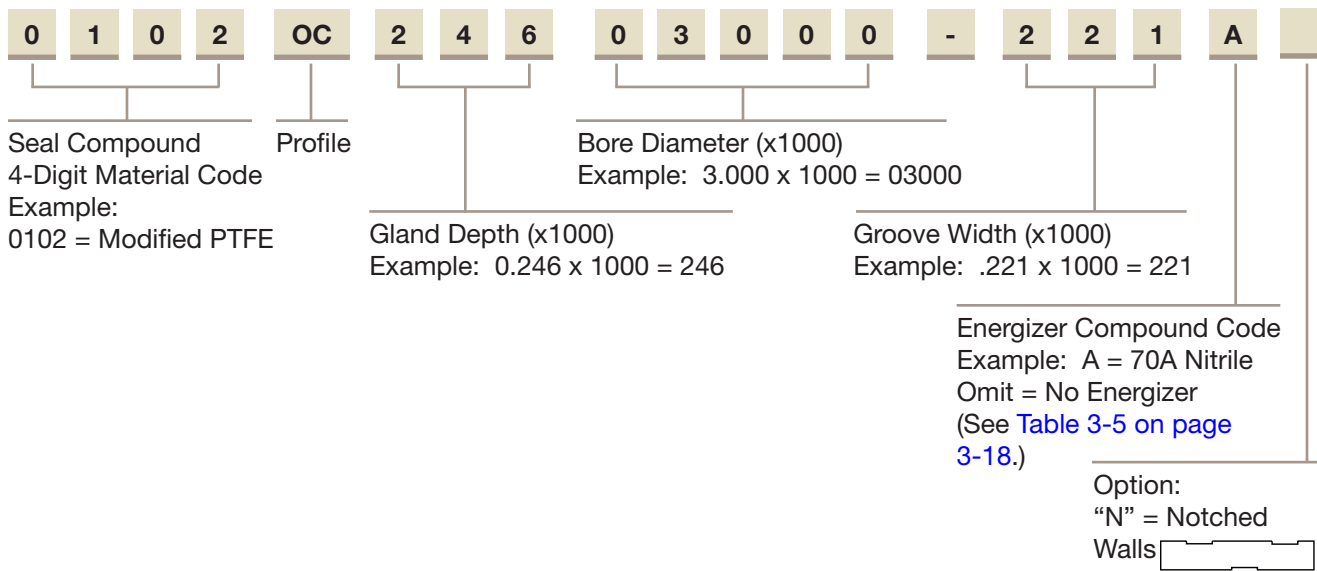 0 1 0 2 OC 2 4 6 0 3 0 0 0 - 2 2 1 A
Seal Compound
4-Digit Material Code
Example:
0102 = Modified PTFE
Profile
Gland Depth (x1000)
Example: 0.246 x 1000 = 246
Bore Diameter (x1000)
Example: 3.000 x 1000 = 03000
Groove Width (x1000)
Example: .221 x 1000 = 221
Energizer Compound Code
Example: A = 70A Nitrile
Omit = No Energizer
(See Table 3-5 on page
3-18.)
Option:
“N” = Notched
Walls